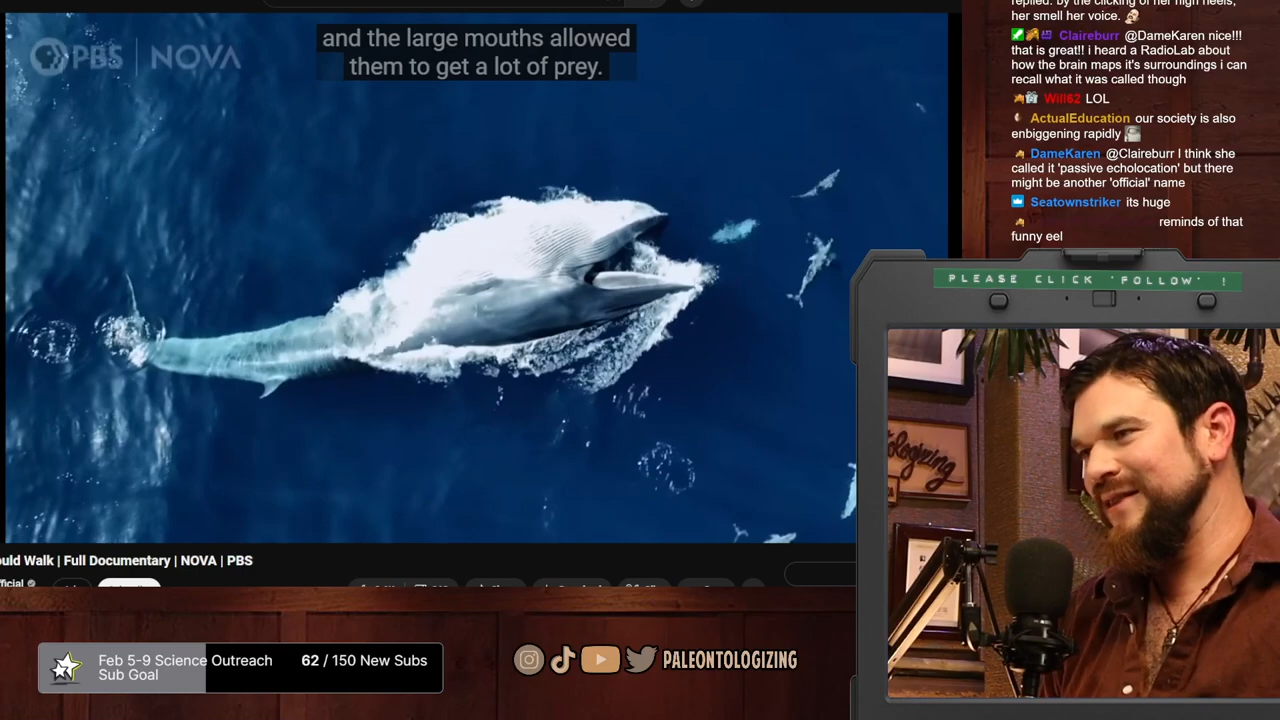 PBS | NOVA
and the large mouths allowed
them to get a lot of prey.
ould Walk | Full Documentary | NOVA | PBS
ficial
Feb 5-9 Science Outreach
Sub Goal
62 / 150 New Subs
PALEONTOLOGIZING
replied: by the clicking of her high heels,
her smell her voice.
Claireburr @DameKaren nice!!!
that is great!! i heard a RadioLab about
how the brain maps it's surroundings i can
recall what it was called though
Will62 LOL
ActualEducation our society is also
enbiggening rapidly
DameKaren @Claireburr I think she
called it 'passive echolocation' but there
might be another 'official' name
Seatownstriker its huge
reminds of that
funny eel
PLEASE CLICK 'FOLLOW' !
ologizing